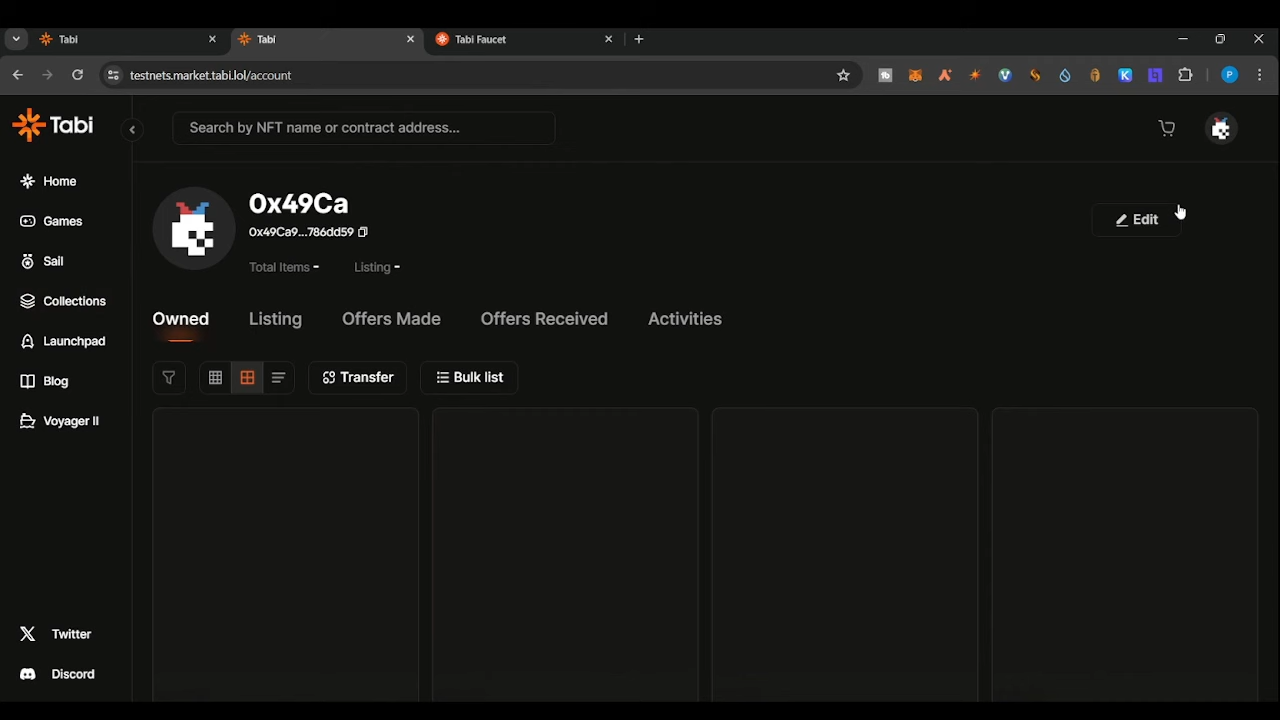 Tabi
Tabi
Tabi Faucet
testnets.market.tabi.lol/account
P
Tabi
Search by NFT name or contract address...
Home
Games
Sail
Collections
Launchpad
Blog
Voyager II
Twitter
Discord
0x49Ca
0x49Ca9...786dd59
Total Items -
Listing -
Edit
Owned
Listing
Offers Made
Offers Received
Activities
Transfer
Bulk list